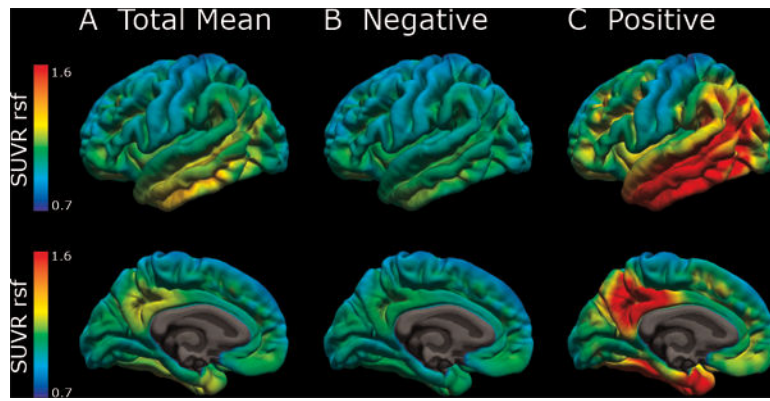 A Total Mean
B Negative
C Positive
SUVR rsf
1.6
0.7
SUVR rsf
1.6
0.7